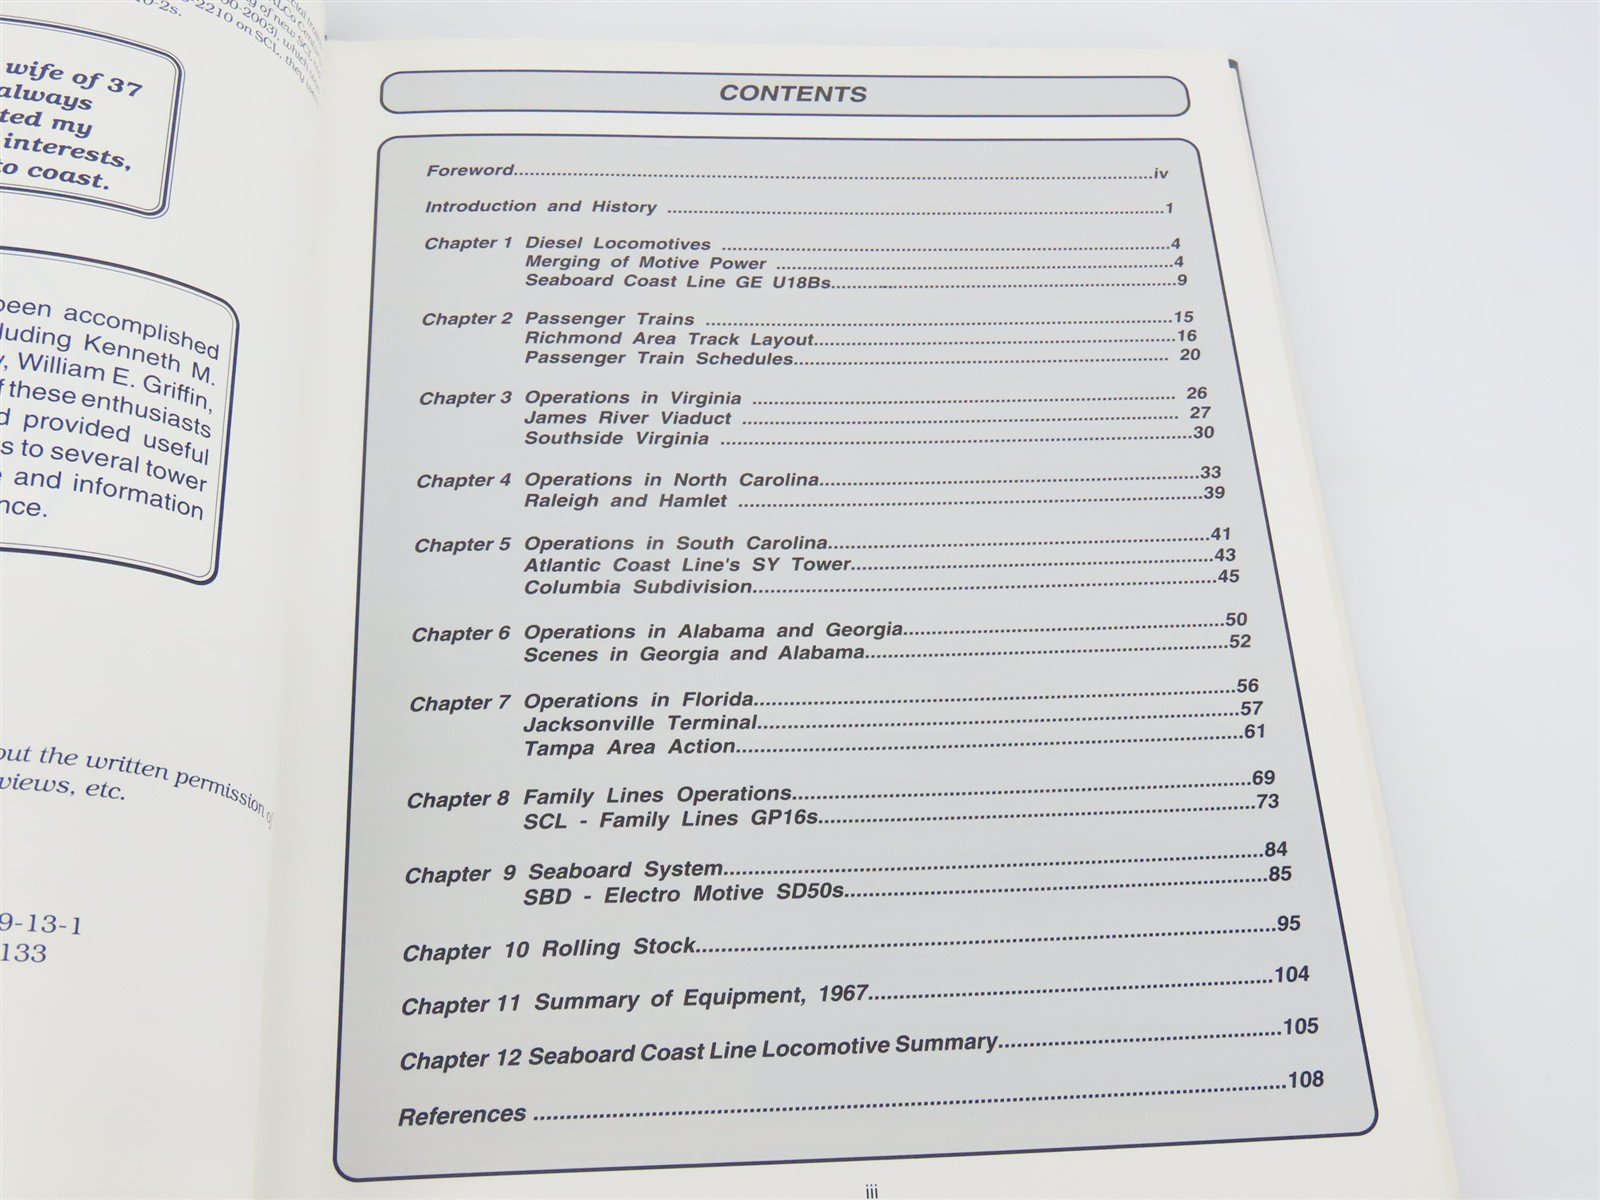 10-2s.
-2210 on SCL, they
wife of 37
always
ted my
interests,
to coast.
been accomplished
luding Kenneth M.
, William E. Griffin,
f these enthusiasts
d provided useful
s to several tower
and information
nce.
out the written permission of
views, etc.
9-13-1
133
CONTENTS
Foreword.....iv
Introduction and History .....1
Chapter 1 Diesel Locomotives .....4
Merging of Motive Power .....4
Seaboard Coast Line GE U18Bs.....9
Chapter 2 Passenger Trains .....15
Richmond Area Track Layout.....16
Passenger Train Schedules..... 20
Chapter 3 Operations in Virginia ..... 26
James River Viaduct ..... 27
Southside Virginia .....30
Chapter 4 Operations in North Carolina.....33
Raleigh and Hamlet .....39
Chapter 5 Operations in South Carolina.....41
Atlantic Coast Line's SY Tower.....43
Columbia Subdivision.....45
Chapter 6 Operations in Alabama and Georgia.....50
Scenes in Georgia and Alabama.....52
Chapter 7 Operations in Florida.....56
Jacksonville Terminal.....57
Tampa Area Action.....61
Chapter 8 Family Lines Operations.....69
SCL - Family Lines GP16s.....73
Chapter 9 Seaboard System.....84
SBD - Electro Motive SD50s.....85
Chapter 10 Rolling Stock.....95
Chapter 11 Summary of Equipment, 1967.....104
Chapter 12 Seaboard Coast Line Locomotive Summary.....105
References .....108
iii